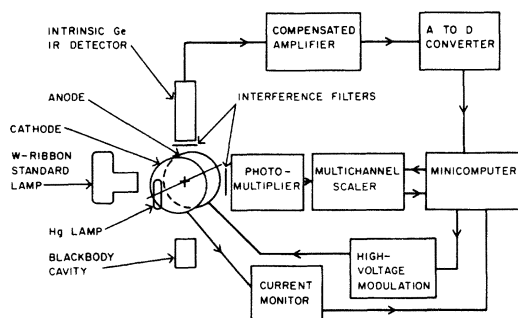 INTRINSIC Ge
IR DETECTOR
COMPENSATED
AMPLIFIER
A TO D
CONVERTER
ANODE
INTERFERENCE FILTERS
CATHODE
W-RIBBON
STANDARD
LAMP
PHOTO-
MULTIPLIER
MULTICHANNEL
SCALER
MINICOMPUTER
Hg LAMP
BLACKBODY
CAVITY
HIGH-
VOLTAGE
MODULATION
CURRENT
MONITOR